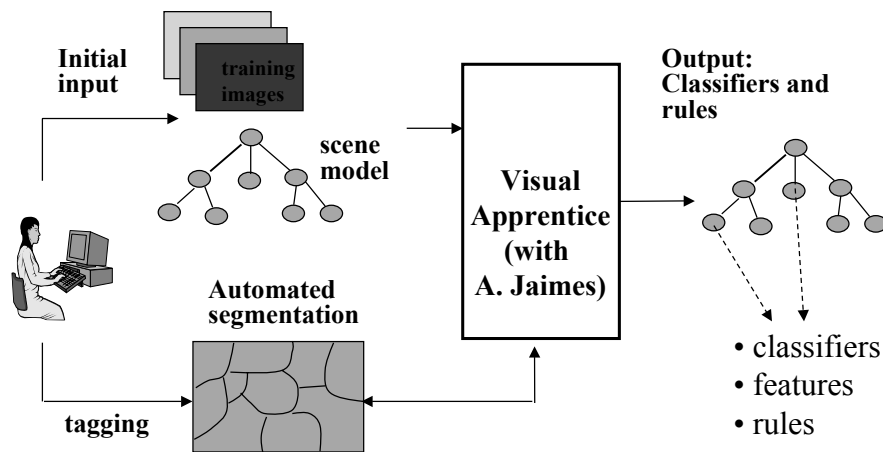 Initial
input
training
images
scene
model
Automated
segmentation
tagging
Visual
Apprentice
(with
A. Jaimes)
Output:
Classifiers and
rules
• classifiers
• features
• rules